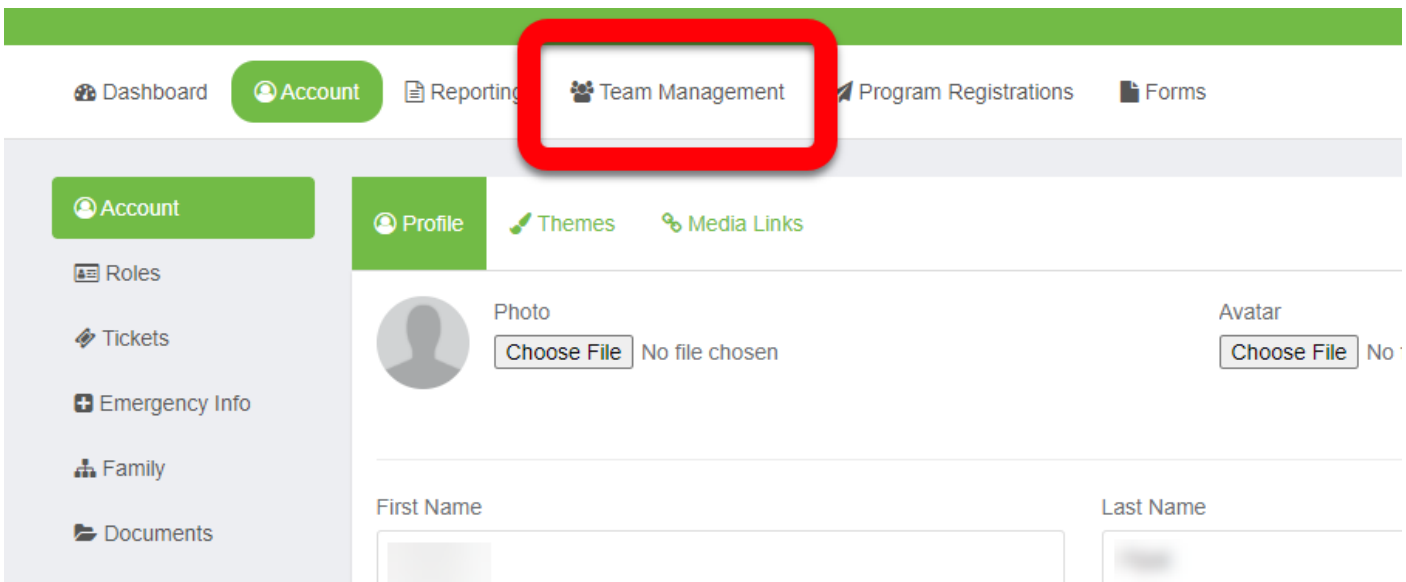 Dashboard Account Reporting Team Management Program Registrations Forms
Account
Profile Themes Media Links
Roles
Photo Avatar
Tickets
Choose File No file chosen Choose File No
Emergency Info
Family
First Name Last Name
Documents